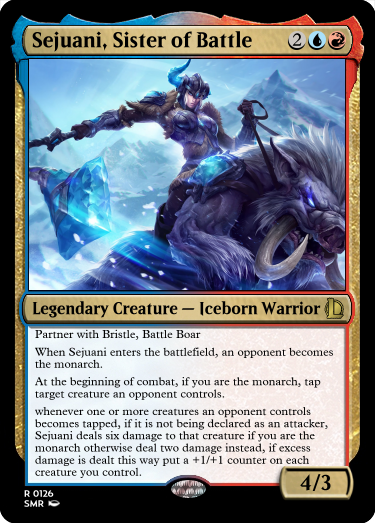 Sejuani, Sister of Battle 2
Legendary Creature — Iceborn Warrior
Partner with Bristle, Battle Boar
When Sejuani enters the battlefield, an opponent becomes
the monarch.
At the beginning of combat, if you are the monarch, tap
target creature an opponent controls.
whenever one or more creatures an opponent controls
becomes tapped, if it is not being declared as an attacker,
Sejuani deals six damage to that creature if you are the
monarch otherwise deal two damage instead, if excess
damage is dealt this way put a +1/+1 counter on each
creature you control.
4/3
R 0126
SMR